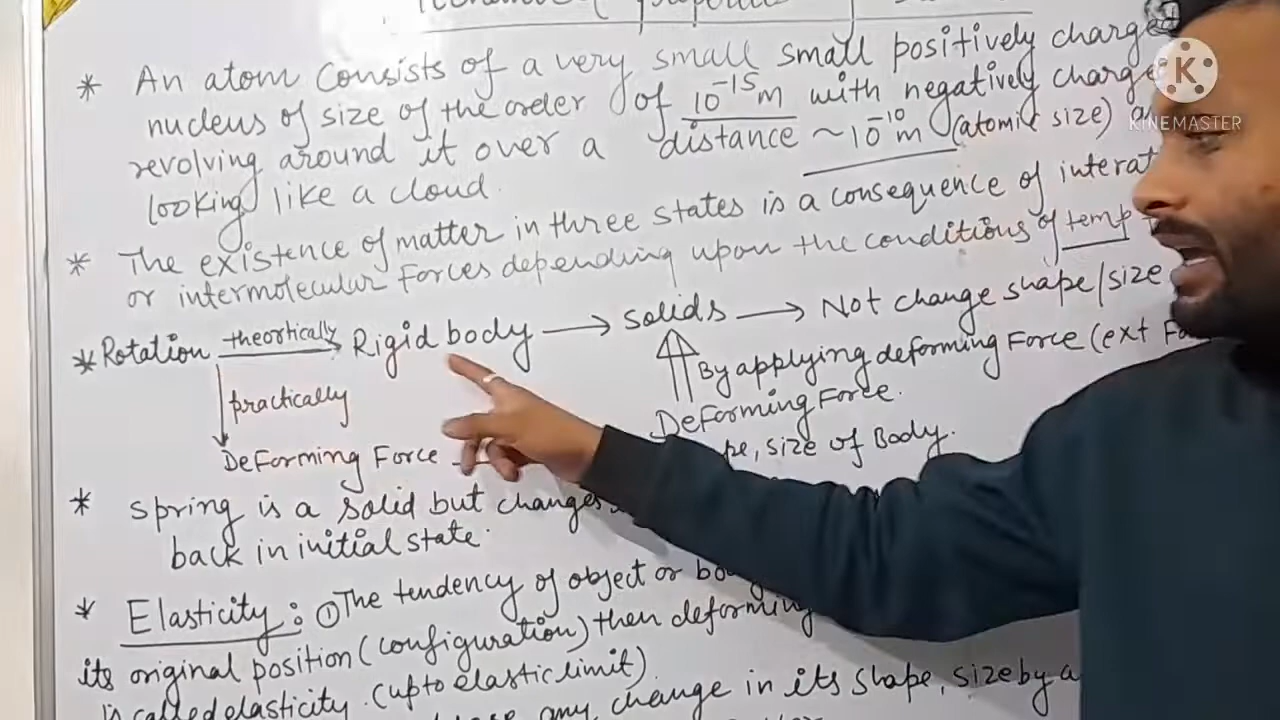 * An atom consists of a very small small positively charge
nucleus of size of the order of 10⁻¹⁵m with negatively charge
revolving around it over a distance ~10⁻¹⁰m (atomic size) a
looking like a cloud.
* The existence of matter in three states is a consequence of interat
or intermolecular Forces depending upon the conditions of temp
*Rotation theortically→ Rigid body → Solids → Not change shape/size
practically
By applying deforming Force (ext Fo
Deforming Force.
Deforming Force
pe, size of Body.
* Spring is a solid but changes
back in initial state.
* Elasticity: ① The tendency of object or bo
its original position (configuration) then deforming
is called elasticity. (upto elastic limit)
any change in its shape, size by a
KINEMASTER